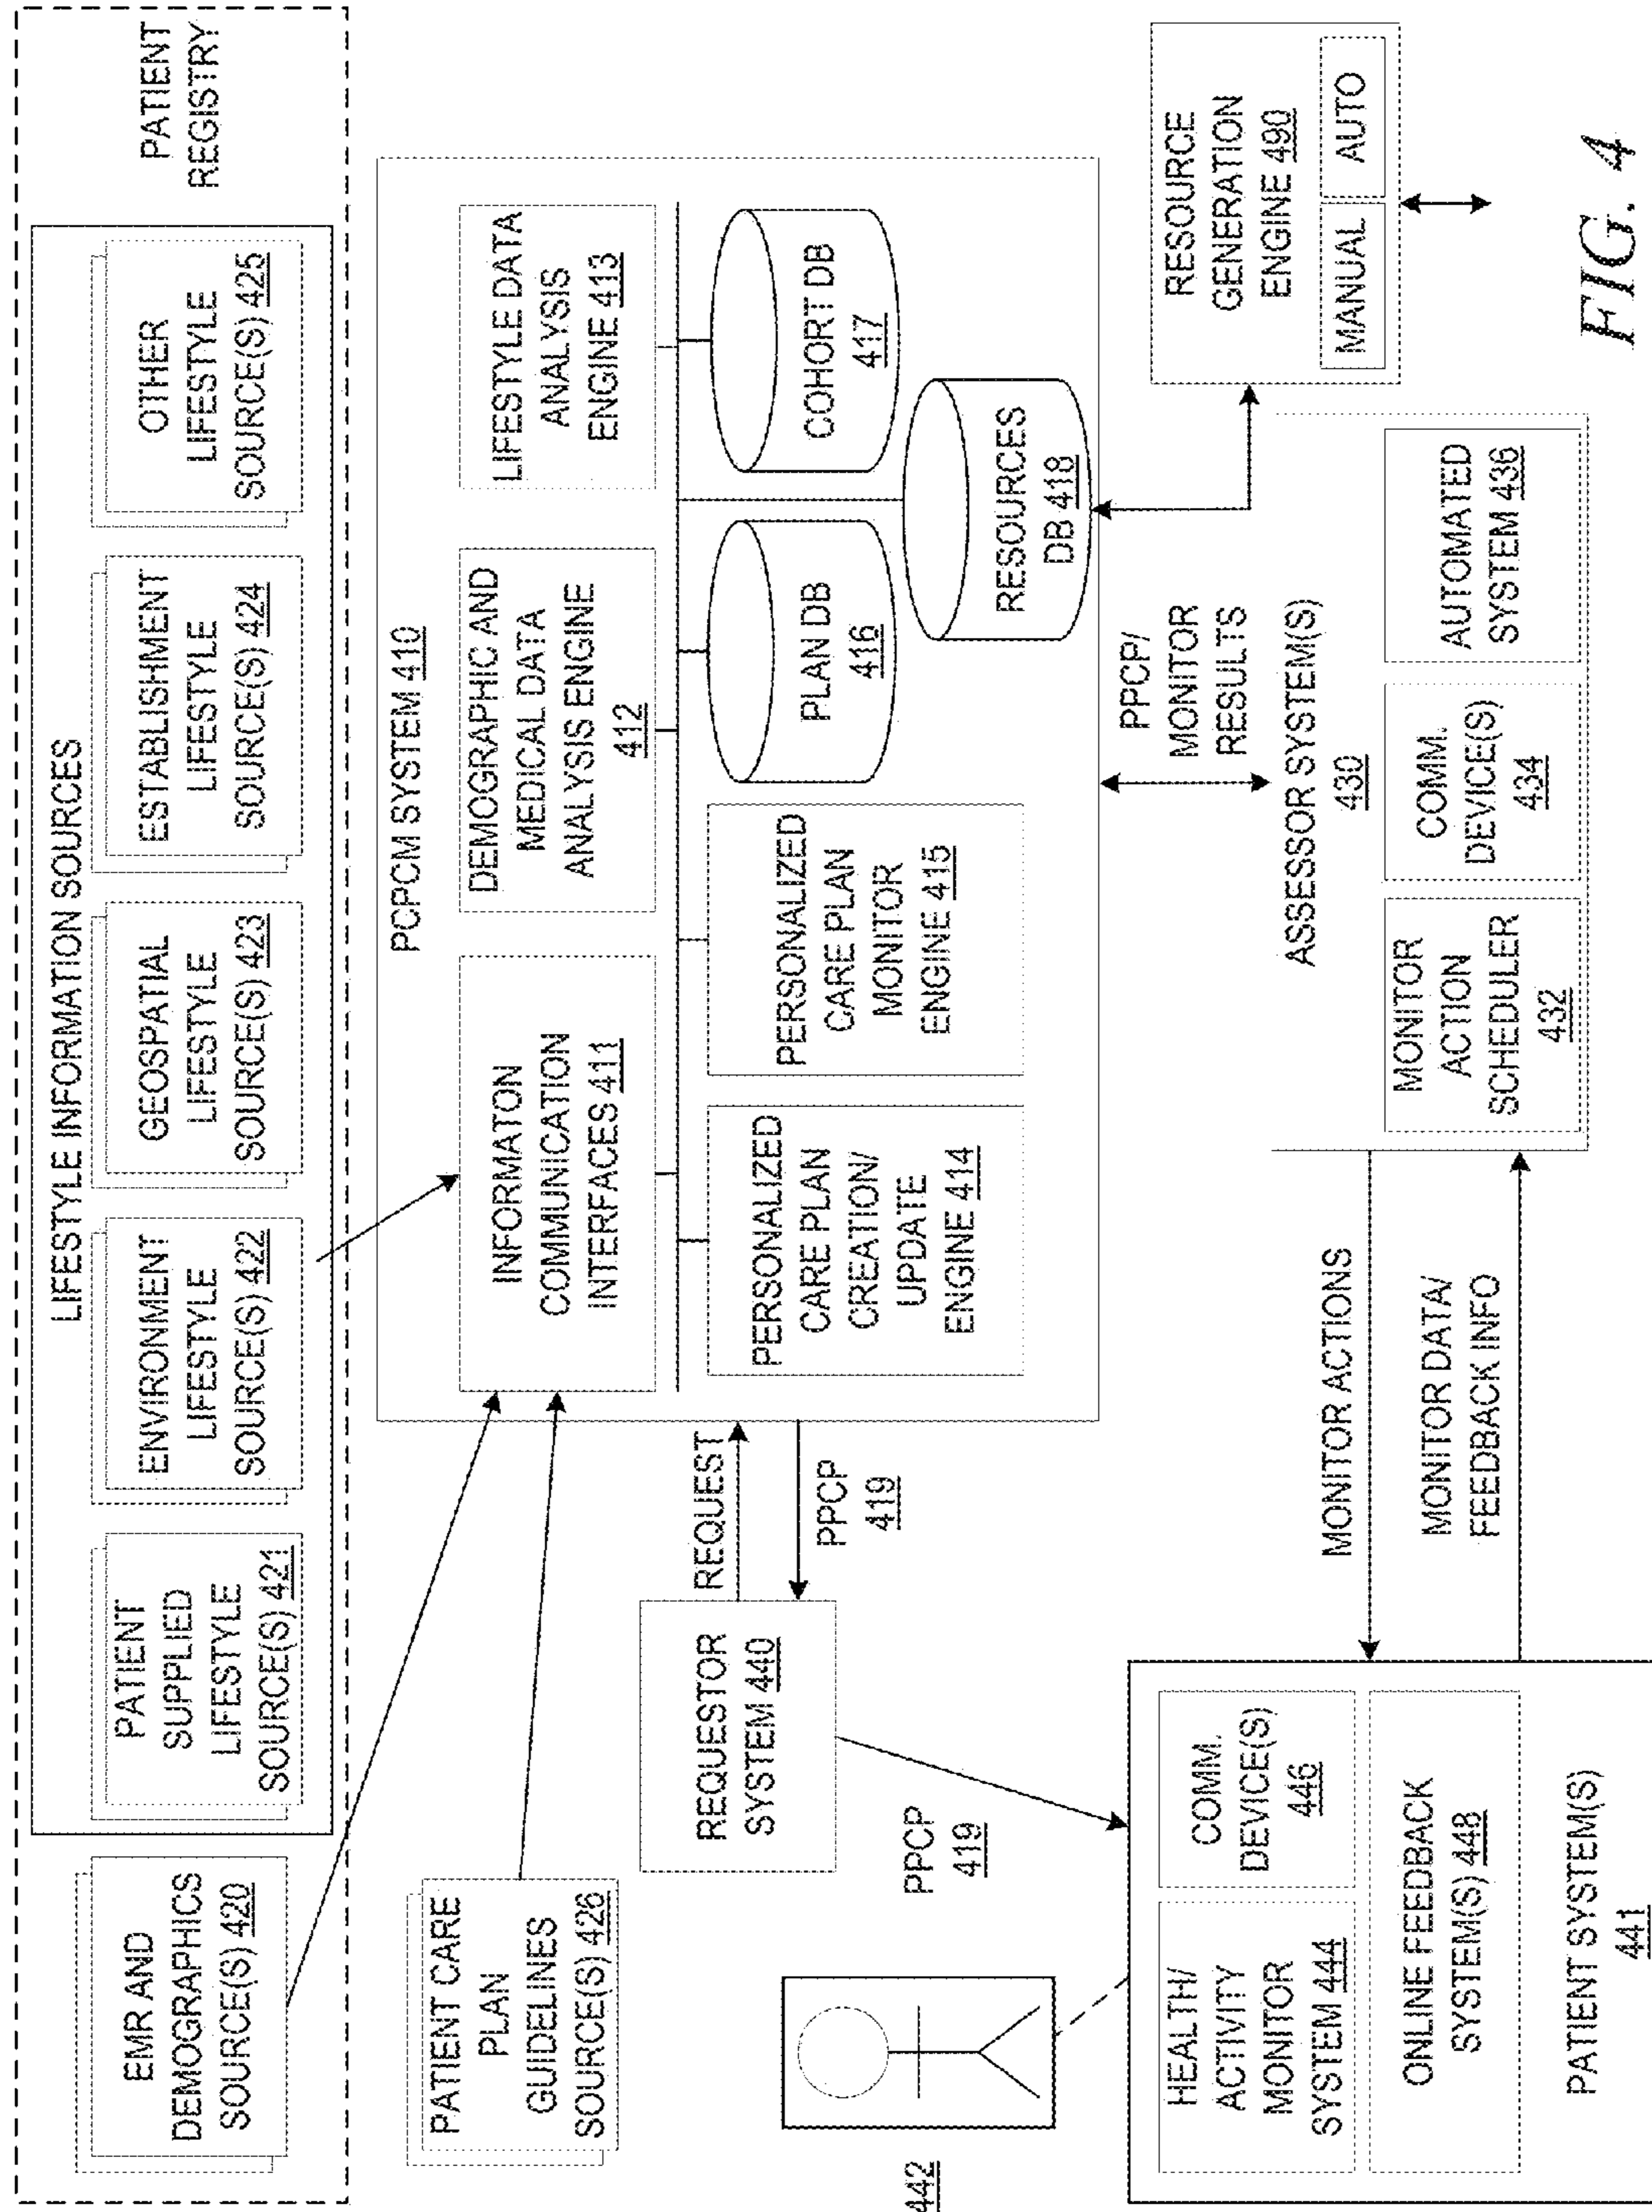 LIFESTYLE INFORMATION SOURCES
EMR AND
DEMOGRAPHICS
SOURCE(S) 420
PATIENT
SUPPLIED
LIFESTYLE
SOURCE(S) 421
ENVIRONMENT
LIFESTYLE
SOURCE(S) 422
GEOSPATIAL
LIFESTYLE
SOURCE(S) 423
ESTABLISHMENT
LIFESTYLE
SOURCE(S) 424
OTHER
LIFESTYLE
SOURCE(S) 425
PATIENT
REGISTRY
PATIENT CARE
PLAN
GUIDELINES
SOURCE(S) 426
PCPCM SYSTEM 410
INFORMATON
COMMUNICATION
INTERFACES 411
DEMOGRAPHIC AND
MEDICAL DATA
ANALYSIS ENGINE
412
LIFESTYLE DATA
ANALYSIS
ENGINE 413
PERSONALIZED
CARE PLAN
CREATION/
UPDATE
ENGINE 414
PERSONALIZED
CARE PLAN
MONITOR
ENGINE 415
PLAN DB
416
COHORT DB
417
RESOURCES
DB 418
REQUESTOR
SYSTEM 440
REQUEST
PPCP
419
PPCP
419
442
PPCP/
MONITOR
RESULTS
RESOURCE
GENERATION
ENGINE 490
MANUAL
AUTO
HEALTH/
ACTIVITY
MONITOR
SYSTEM 444
COMM.
DEVICE(S)
446
ONLINE FEEDBACK
SYSTEM(S) 448
PATIENT SYSTEM(S)
441
MONITOR ACTIONS
MONITOR DATA/
FEEDBACK INFO
ASSESSOR SYSTEM(S)
430
MONITOR
ACTION
SCHEDULER
432
COMM.
DEVICE(S)
434
AUTOMATED
SYSTEM 436
FIG. 4